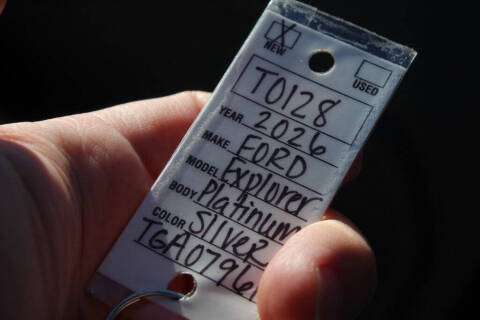 X
NEW
USED
T0128
YEAR 2026
MAKE FORD
MODEL Explorer
BODY Platinum
COLOR Silver
TGA0796